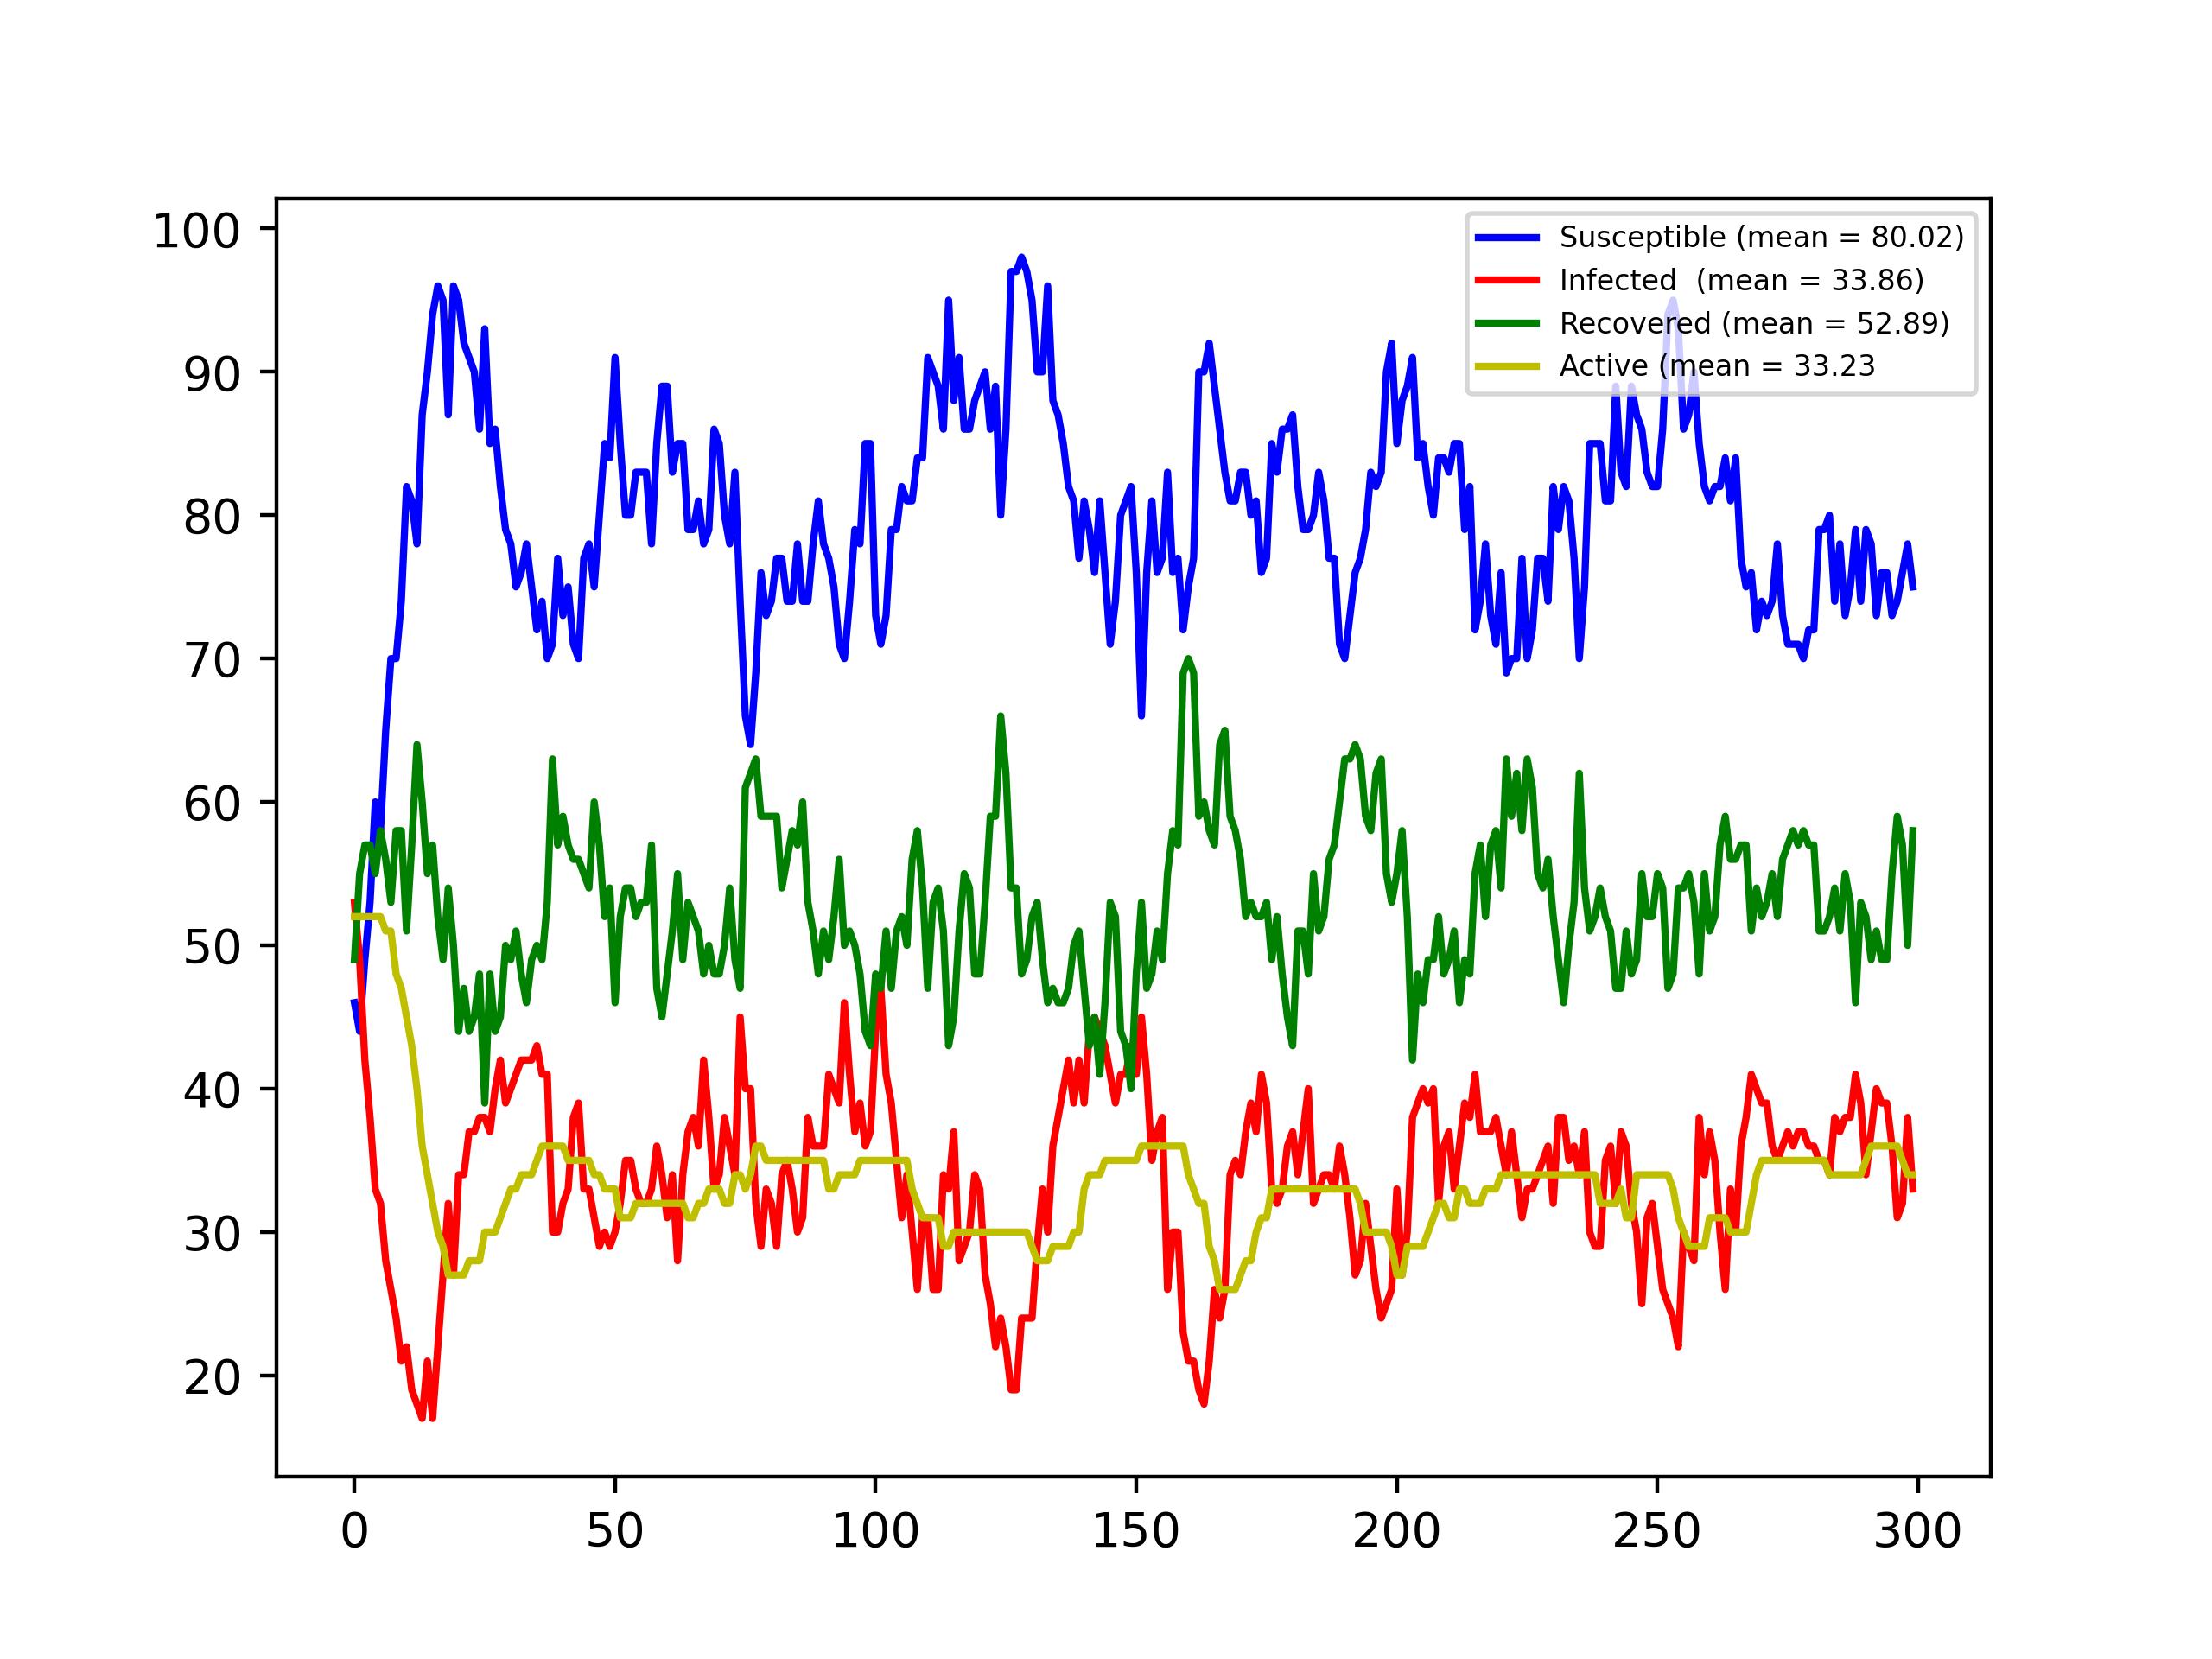 100
90
80
70
60
50
40
30
20
0 50 100 150 200 250 300
Susceptible (mean = 80.02)
Infected  (mean = 33.86)
Recovered (mean = 52.89)
Active (mean = 33.23